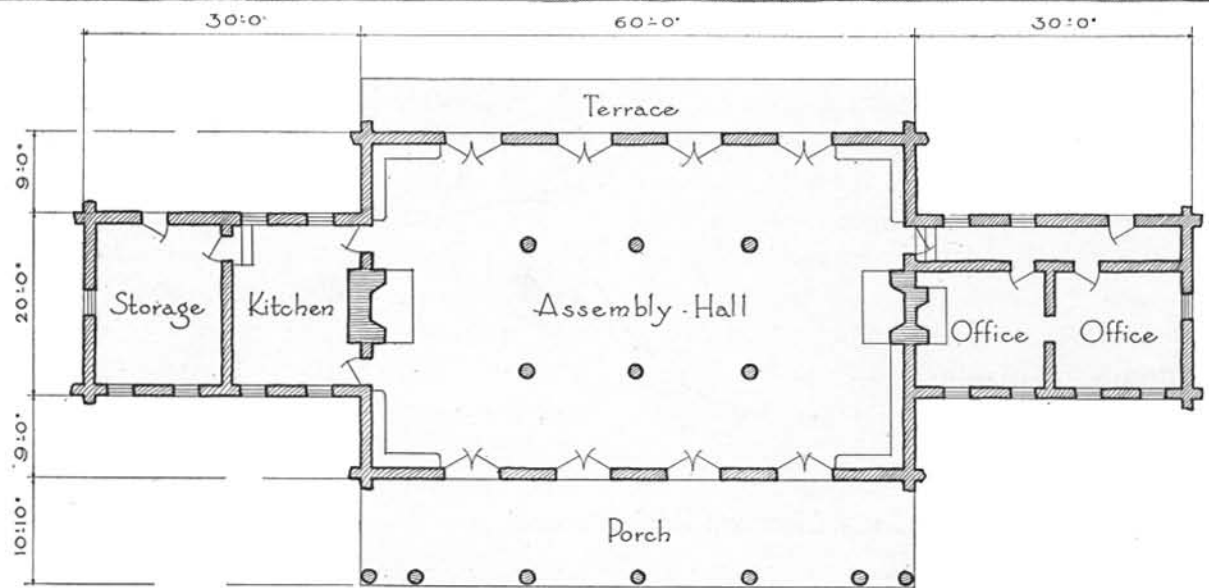 30'-0" 60'-0" 30'-0"
Terrace
9'-0"
20'-0"
Storage Kitchen Assembly - Hall Office Office
9'-0"
Porch
10'-10"